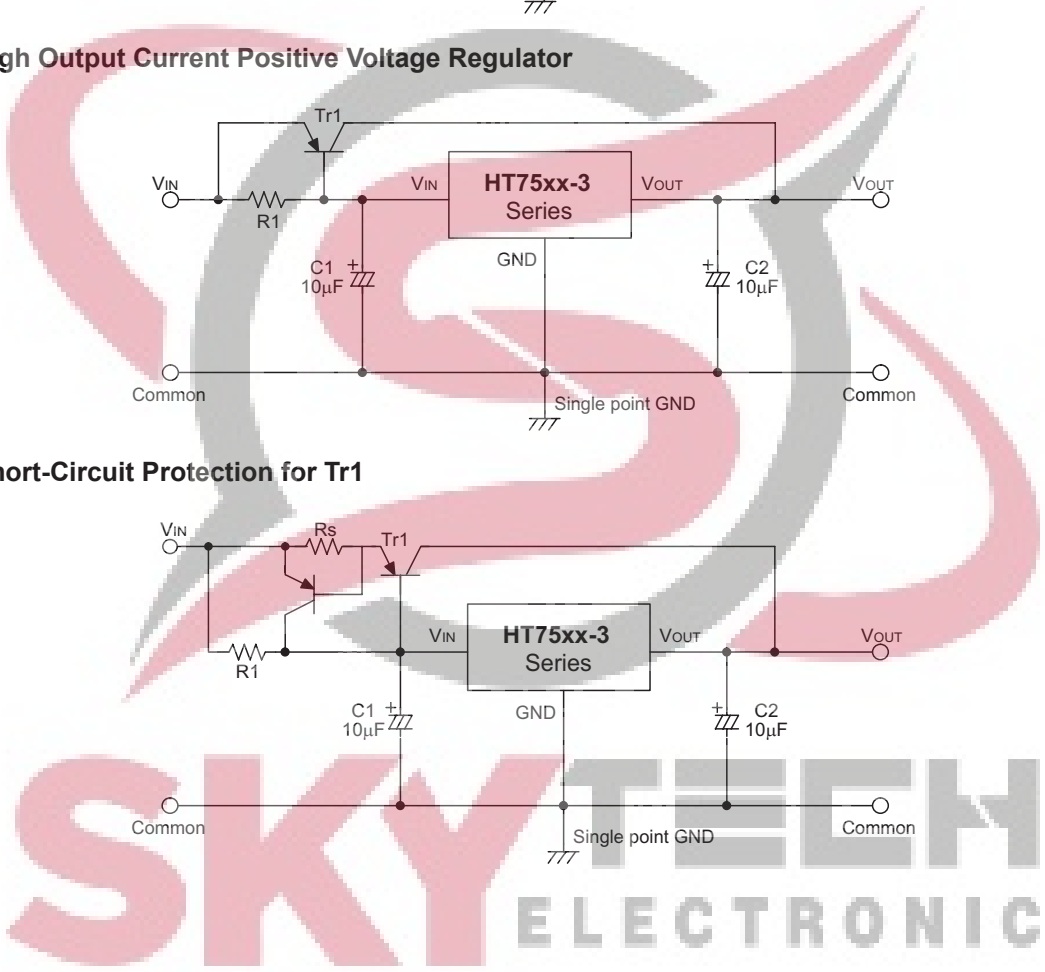 gh Output Current Positive Voltage Regulator
Tr1
VIN
R1
VIN
HT75xx-3
Series
VOUT
VOUT
GND
C1
+
10µF
+
C2
10µF
Common
Single point GND
Common
hort-Circuit Protection for Tr1
VIN
Rs
Tr1
R1
VIN
HT75xx-3
Series
VOUT
VOUT
GND
C1
+
10µF
+
C2
10µF
Common
Single point GND
Common
SKY TECH
ELECTRONIC